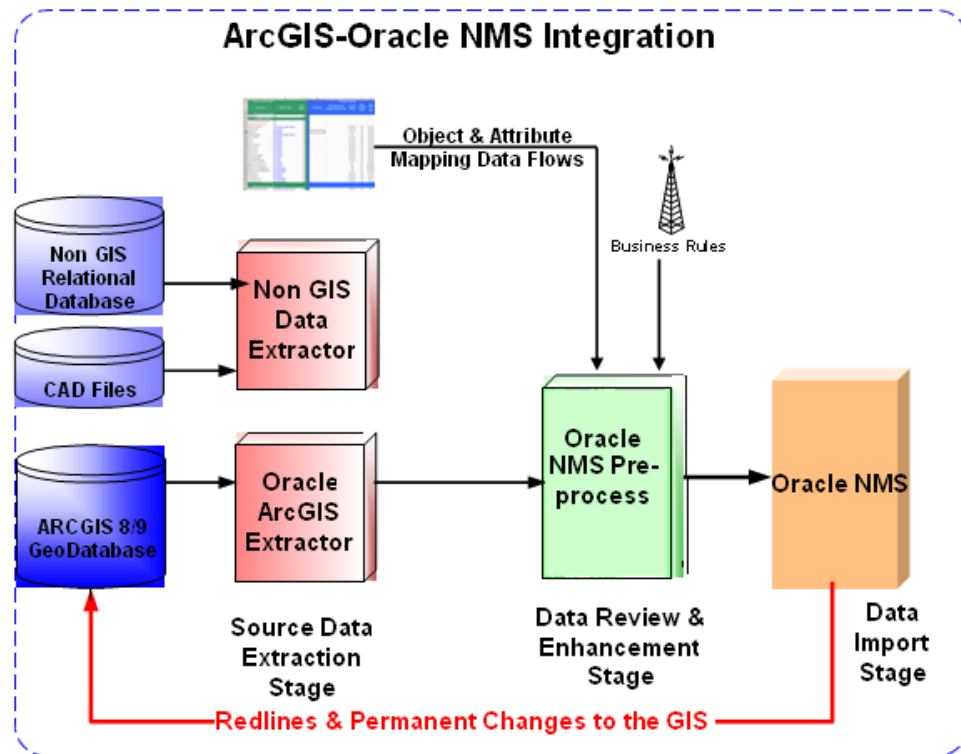 ArcGIS-Oracle NMS Integration
Object & Attribute
Mapping Data Flows
Business Rules
Non GIS
Relational
Database
CAD Files
Non GIS
Data
Extractor
ARCGIS 8/9
GeoDatabase
Oracle
ArcGIS
Extractor
Oracle
NMS Pre-
process
Oracle NMS
Source Data
Extraction
Stage
Data Review &
Enhancement
Stage
Data
Import
Stage
Redlines & Permanent Changes to the GIS